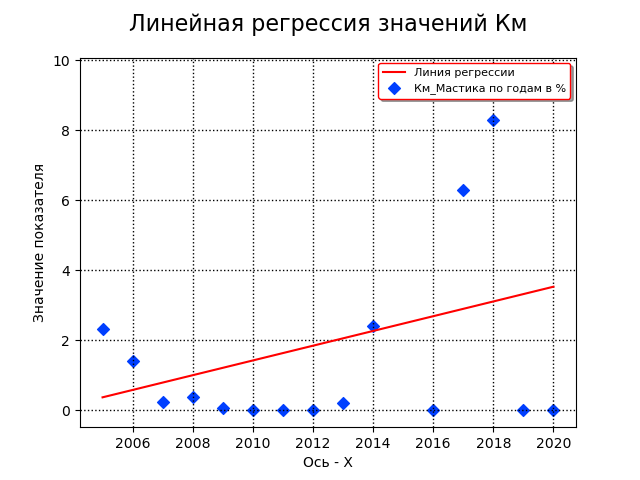 Линейная регрессия значений Км
Линия регрессии
Км_Мастика по годам в %
Значение показателя
10
8
6
4
2
0
2006 2008 2010 2012 2014 2016 2018 2020
Ось - X